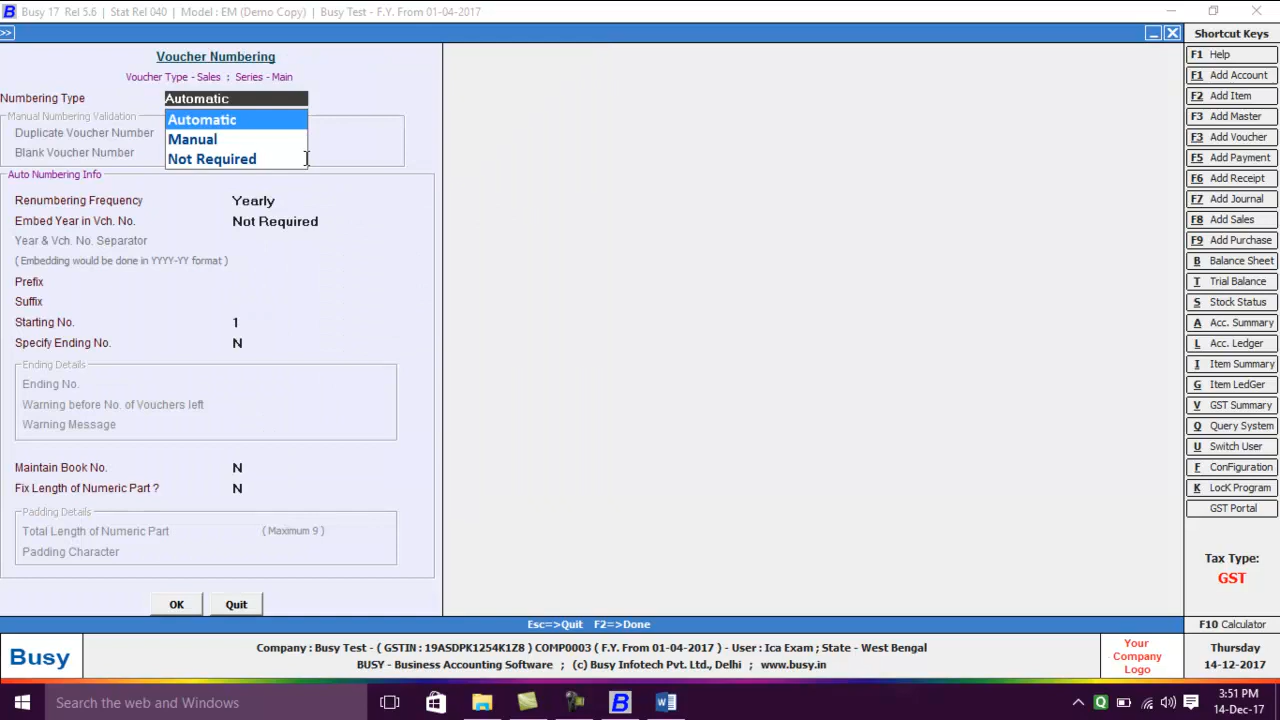 Busy 17 Rel 5.6 | Stat Rel 040 | Model : EM (Demo Copy) | Busy Test - F.Y. From 01-04-2017
>>
Voucher Numbering
Voucher Type - Sales : Series - Main
Numbering Type Automatic
Automatic
Manual
Not Required
Manual Numbering Validation
Duplicate Voucher Number
Blank Voucher Number
Auto Numbering Info
Renumbering Frequency Yearly
Embed Year in Vch. No. Not Required
Year & Vch. No. Separator
( Embedding would be done in YYYY-YY format )
Prefix
Suffix
Starting No. 1
Specify Ending No. N
Ending Details
Ending No.
Warning before No. of Vouchers left
Warning Message
Maintain Book No. N
Fix Length of Numeric Part ? N
Padding Details
Total Length of Numeric Part ( Maximum 9 )
Padding Character
OK Quit
Shortcut Keys
F1 Help
F1 Add Account
F2 Add Item
F3 Add Master
F3 Add Voucher
F5 Add Payment
F6 Add Receipt
F7 Add Journal
F8 Add Sales
F9 Add Purchase
B Balance Sheet
T Trial Balance
S Stock Status
A Acc. Summary
L Acc. Ledger
I Item Summary
G Item LedGer
V GST Summary
Q Query System
U Switch User
F ConFiguration
K LocK Program
GST Portal
Tax Type:
GST
Esc=>Quit F2=>Done
F10 Calculator
Busy
Company : Busy Test - ( GSTIN : 19ASDPK1254K1Z8 ) COMP0003 ( F.Y. From 01-04-2017 ) - User : Ica Exam ; State - West Bengal
BUSY - Business Accounting Software ; (c) Busy Infotech Pvt. Ltd., Delhi ; www.busy.in
Your
Company
Logo
Thursday
14-12-2017
Search the web and Windows
3:51 PM
14-Dec-17